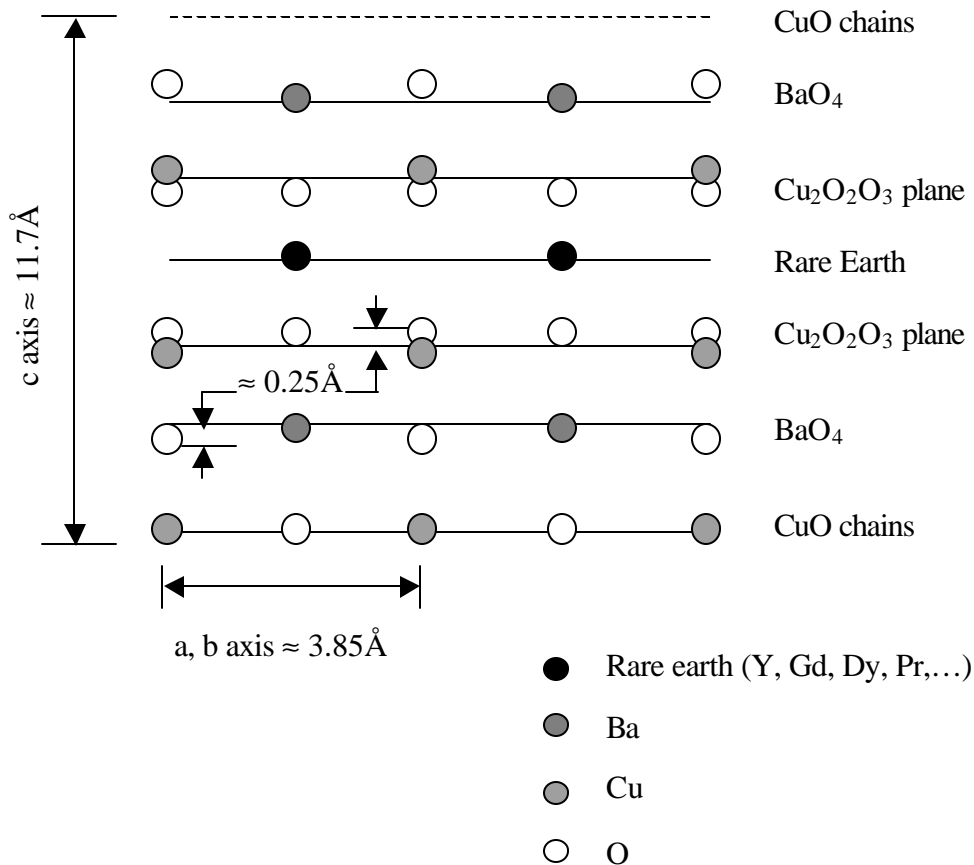 CuO chains
BaO₄
Cu₂O₂O₃ plane
Rare Earth
Cu₂O₂O₃ plane
BaO₄
CuO chains
c axis ≈ 11.7Å
≈ 0.25Å
a, b axis ≈ 3.85Å
Rare earth (Y, Gd, Dy, Pr,…)
Ba
Cu
O